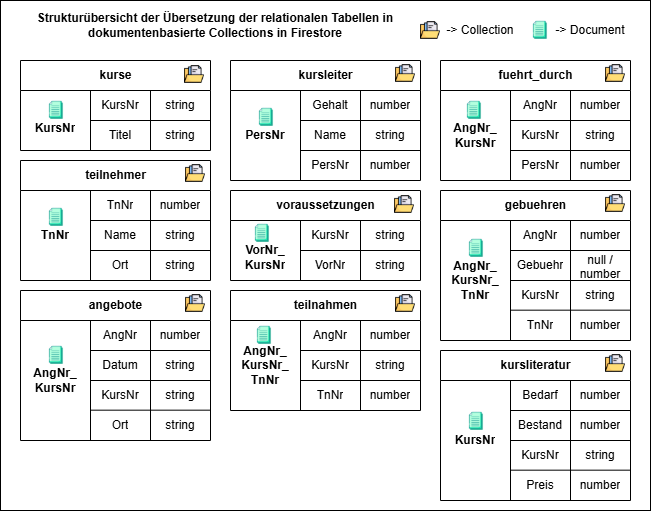 Strukturübersicht der Übersetzung der relationalen Tabellen in
dokumentenbasierte Collections in Firestore
-> Collection
-> Document
kurse
KursNr
KursNr string
Titel string
kursleiter
PersNr
Gehalt number
Name string
PersNr number
fuehrt_durch
AngNr_
KursNr
AngNr number
KursNr string
PersNr number
teilnehmer
TnNr
TnNr number
Name string
Ort string
voraussetzungen
VorNr_
KursNr
KursNr string
VorNr string
gebuehren
AngNr_
KursNr_
TnNr
AngNr number
Gebuehr null /
number
KursNr string
TnNr number
angebote
AngNr_
KursNr
AngNr number
Datum string
KursNr string
Ort string
teilnahmen
AngNr_
KursNr_
TnNr
AngNr number
KursNr string
TnNr number
kursliteratur
KursNr
Bedarf number
Bestand number
KursNr string
Preis number